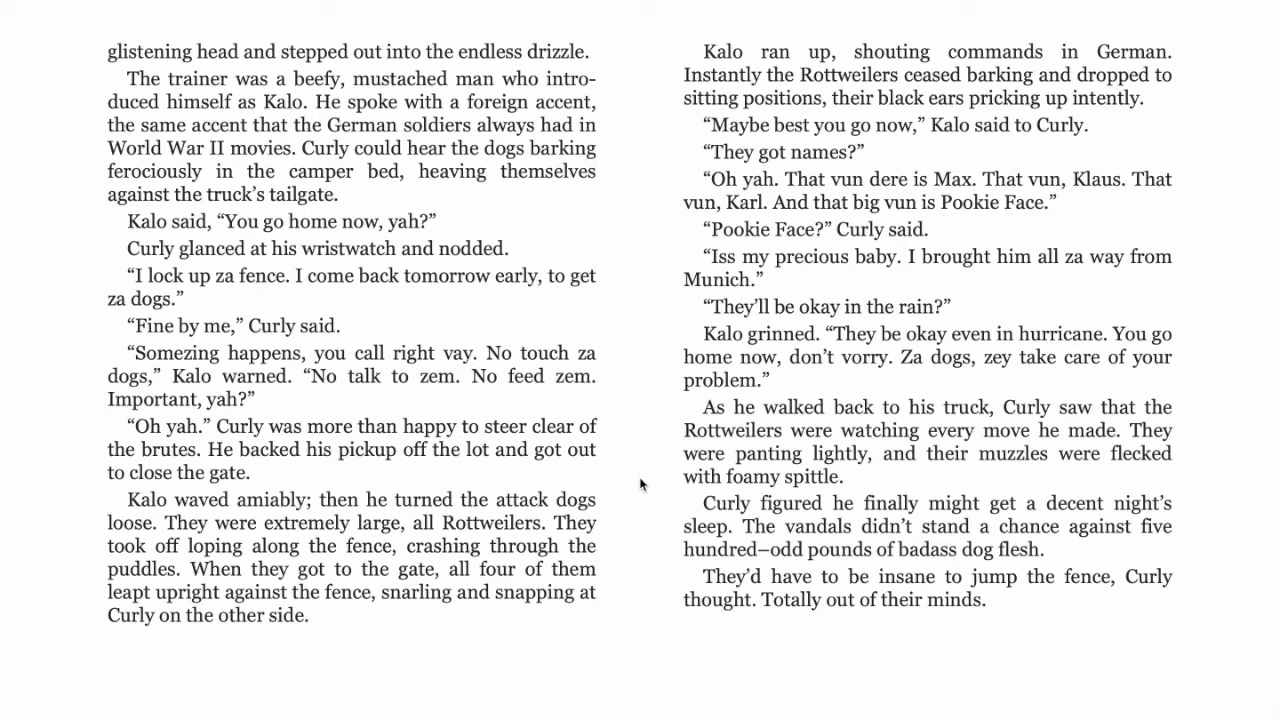 glistening head and stepped out into the endless drizzle.
The trainer was a beefy, mustached man who intro-
duced himself as Kalo. He spoke with a foreign accent,
the same accent that the German soldiers always had in
World War II movies. Curly could hear the dogs barking
ferociously in the camper bed, heaving themselves
against the truck’s tailgate.
Kalo said, “You go home now, yah?”
Curly glanced at his wristwatch and nodded.
“I lock up za fence. I come back tomorrow early, to get
za dogs.”
“Fine by me,” Curly said.
“Somezing happens, you call right vay. No touch za
dogs,” Kalo warned. “No talk to zem. No feed zem.
Important, yah?”
“Oh yah.” Curly was more than happy to steer clear of
the brutes. He backed his pickup off the lot and got out
to close the gate.
Kalo waved amiably; then he turned the attack dogs
loose. They were extremely large, all Rottweilers. They
took off loping along the fence, crashing through the
puddles. When they got to the gate, all four of them
leapt upright against the fence, snarling and snapping at
Curly on the other side.
Kalo ran up, shouting commands in German.
Instantly the Rottweilers ceased barking and dropped to
sitting positions, their black ears pricking up intently.
“Maybe best you go now,” Kalo said to Curly.
“They got names?”
“Oh yah. That vun dere is Max. That vun, Klaus. That
vun, Karl. And that big vun is Pookie Face.”
“Pookie Face?” Curly said.
“Iss my precious baby. I brought him all za way from
Munich.”
“They’ll be okay in the rain?”
Kalo grinned. “They be okay even in hurricane. You go
home now, don’t vorry. Za dogs, zey take care of your
problem.”
As he walked back to his truck, Curly saw that the
Rottweilers were watching every move he made. They
were panting lightly, and their muzzles were flecked
with foamy spittle.
Curly figured he finally might get a decent night’s
sleep. The vandals didn’t stand a chance against five
hundred–odd pounds of badass dog flesh.
They’d have to be insane to jump the fence, Curly
thought. Totally out of their minds.